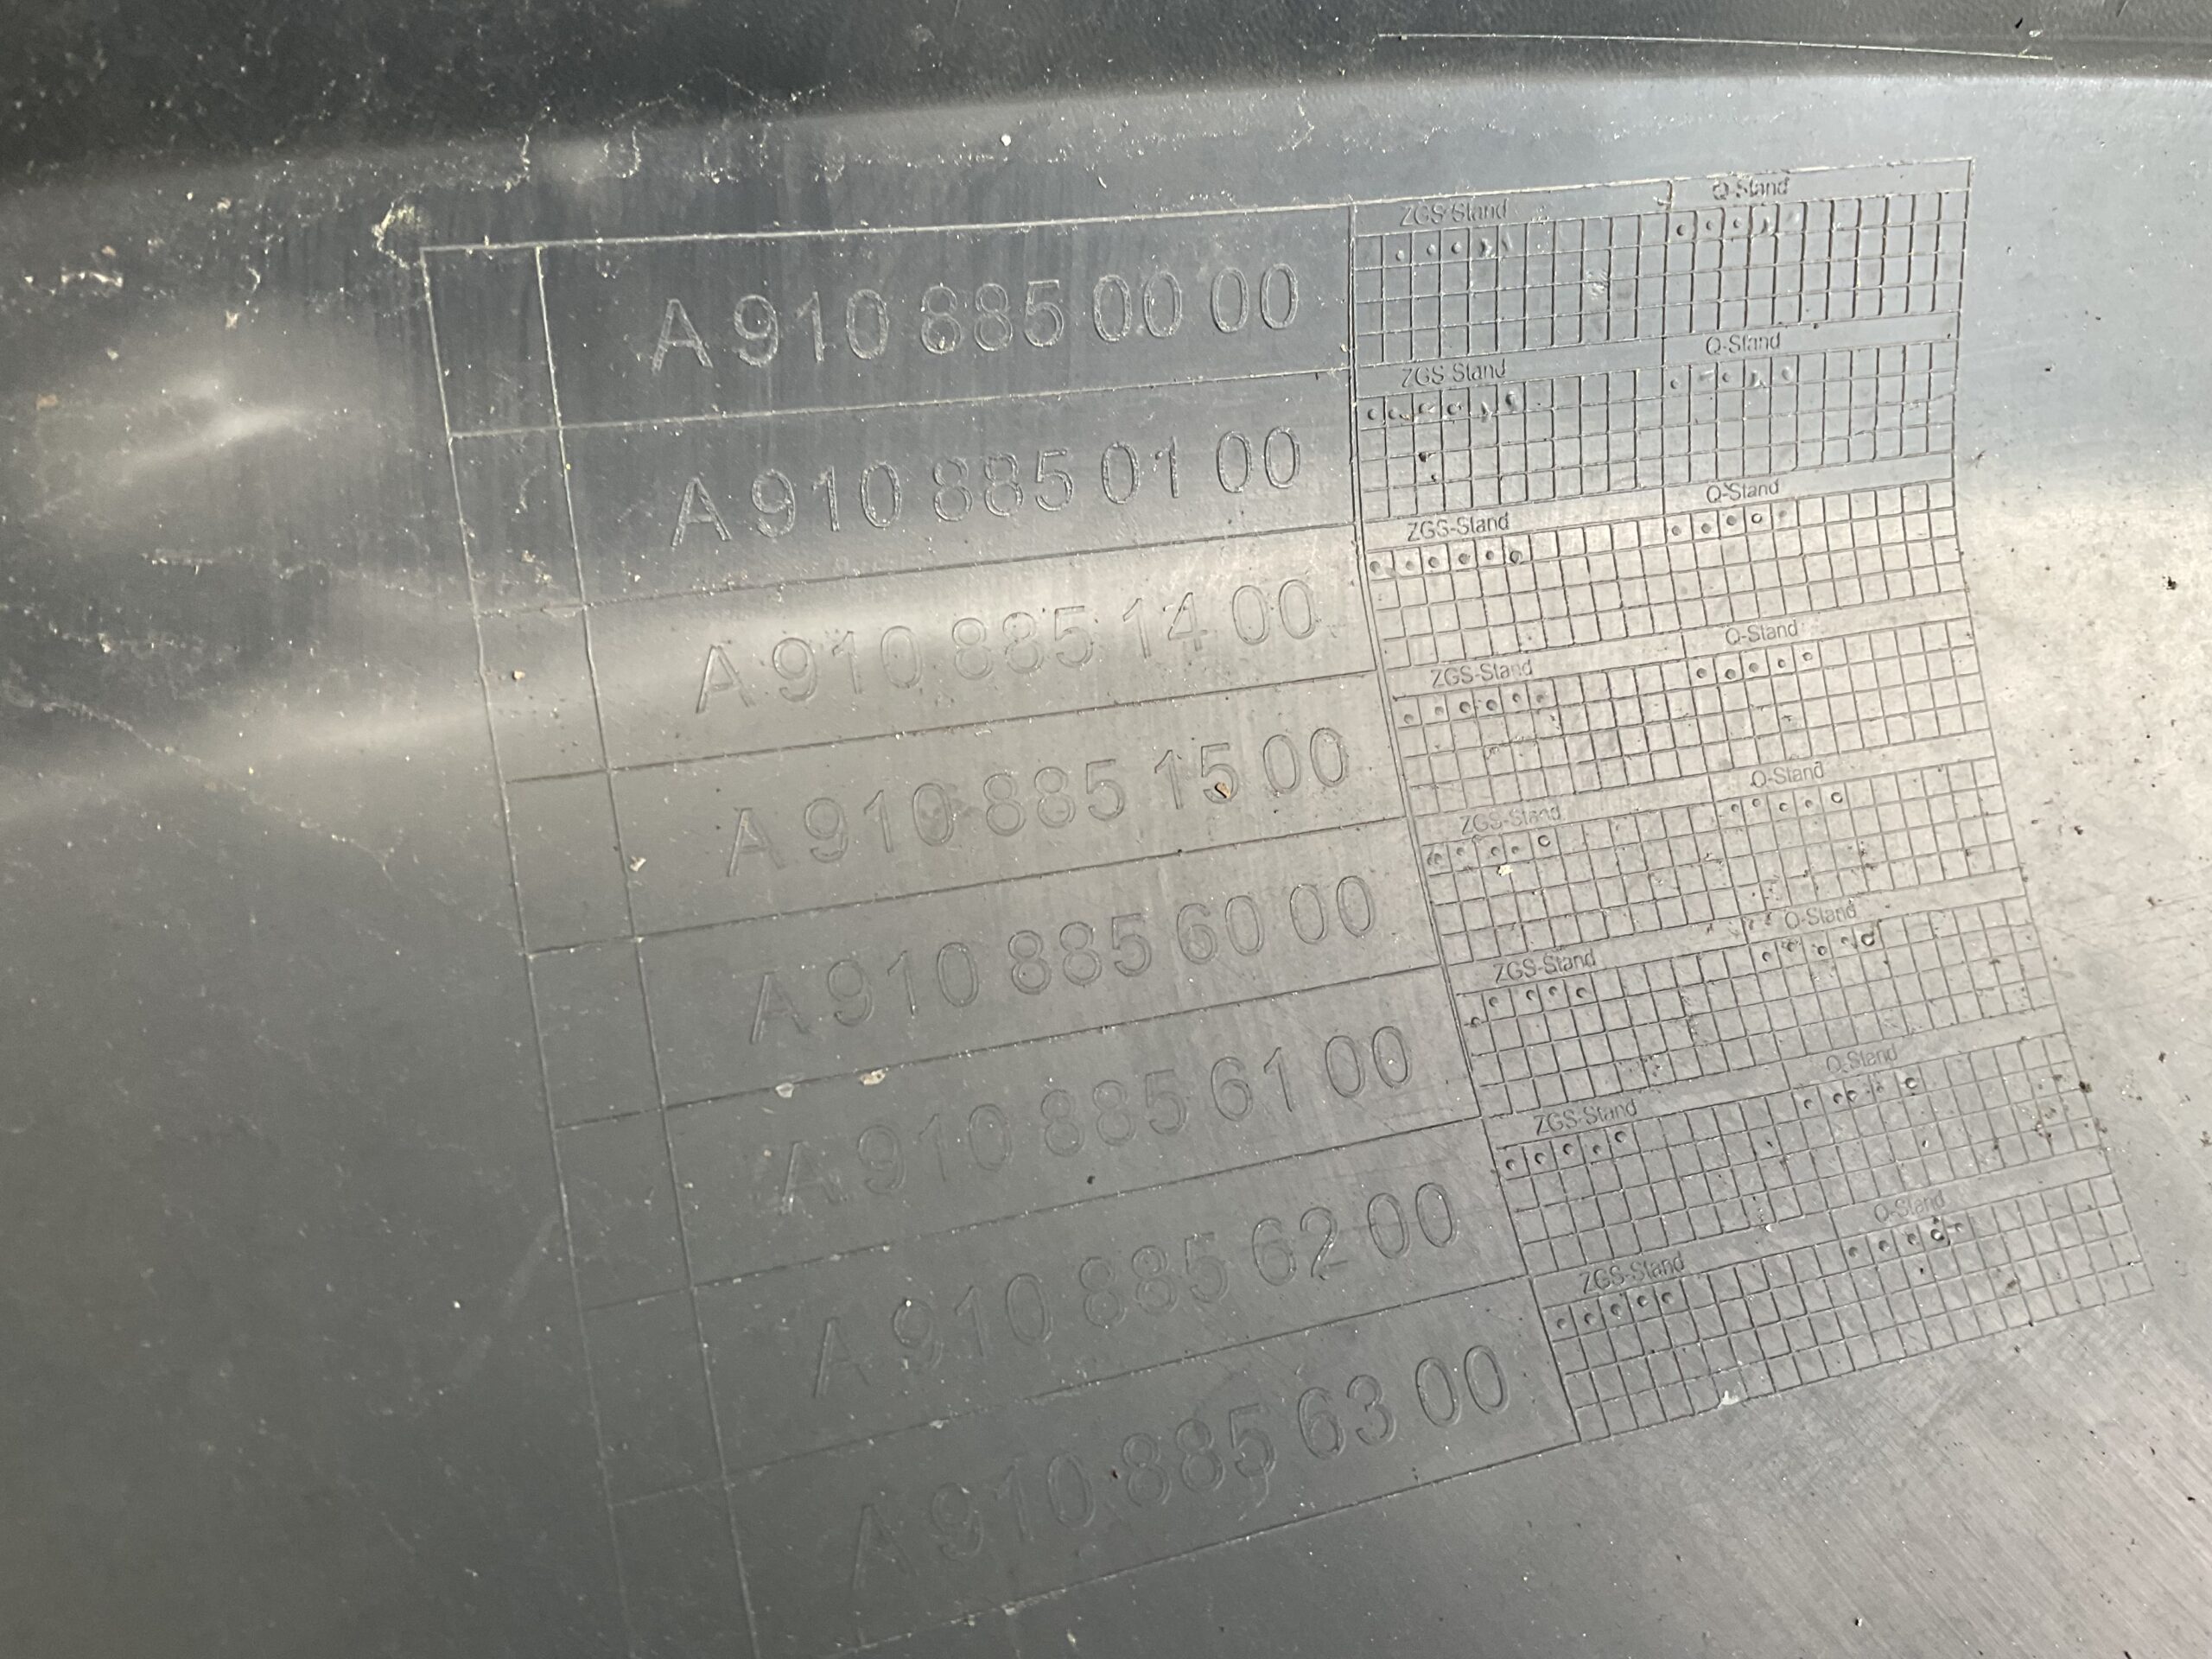 ZGS-Stand Q-Stand
A 910 885 00 00
ZGS-Stand Q-Stand
A 910 885 01 00
ZGS-Stand Q-Stand
A 910 885 14 00
ZGS-Stand Q-Stand
A 910 885 15 00
ZGS-Stand Q-Stand
A 910 885 60 00
ZGS-Stand Q-Stand
A 910 885 61 00
ZGS-Stand Q-Stand
A 910 885 62 00
ZGS-Stand Q-Stand
A 910 885 63 00